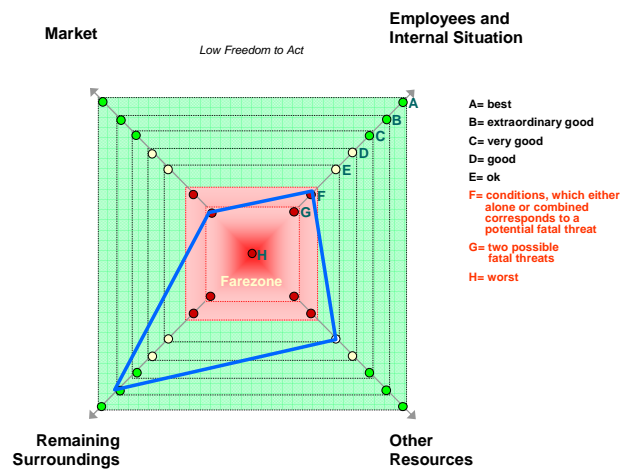 Market
Employees and
Internal Situation
Low Freedom to Act
A
B
C
D
E
F
G
H
Farezone
A= best
B= extraordinary good
C= very good
D= good
E= ok
F= conditions, which either
alone or combined
corresponds to a
potential fatal threat
G= two possible
fatal threats
H= worst
Remaining
Surroundings
Other
Resources